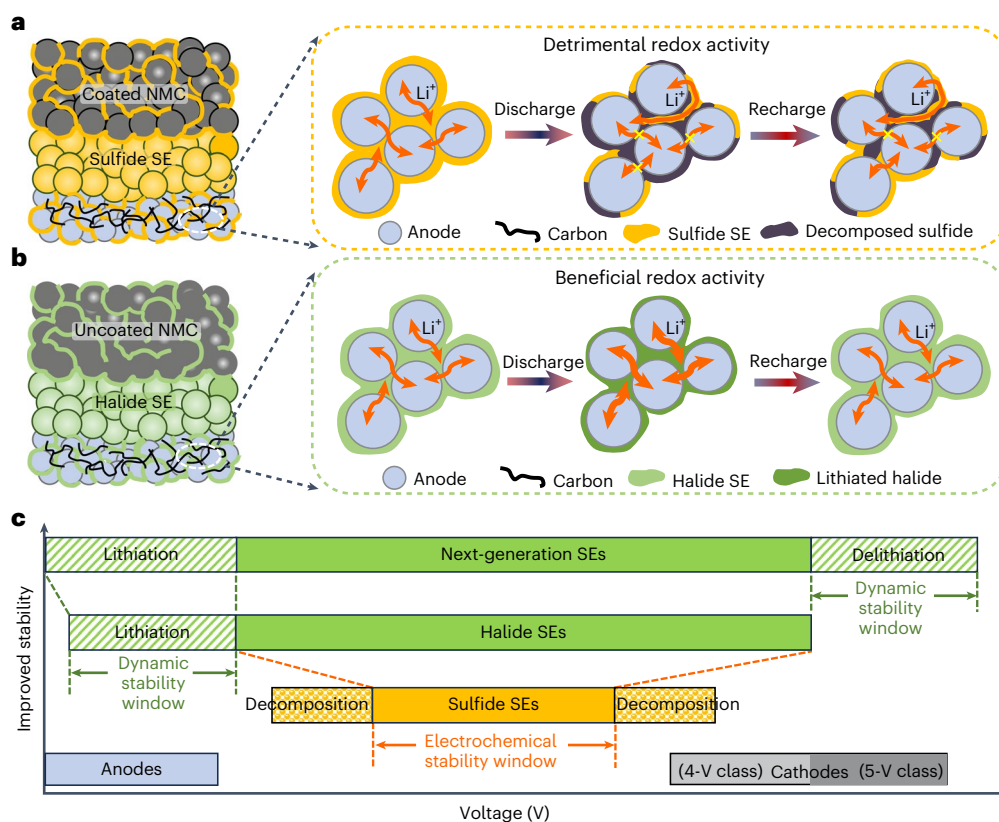 a
Coated NMC
Sulfide SE
Detrimental redox activity
Li+
Discharge
Li+
Recharge
Li+
Anode
Carbon
Sulfide SE
Decomposed sulfide
b
Uncoated NMC
Halide SE
Beneficial redox activity
Li+
Discharge
Li+
Recharge
Li+
Anode
Carbon
Halide SE
Lithiated halide
c
Improved stability
Lithiation
Next-generation SEs
Delithiation
Dynamic
stability
window
Lithiation
Halide SEs
Dynamic
stability
window
Decomposition
Sulfide SEs
Decomposition
Electrochemical
stability window
Anodes
(4-V class) Cathodes (5-V class)
Voltage (V)